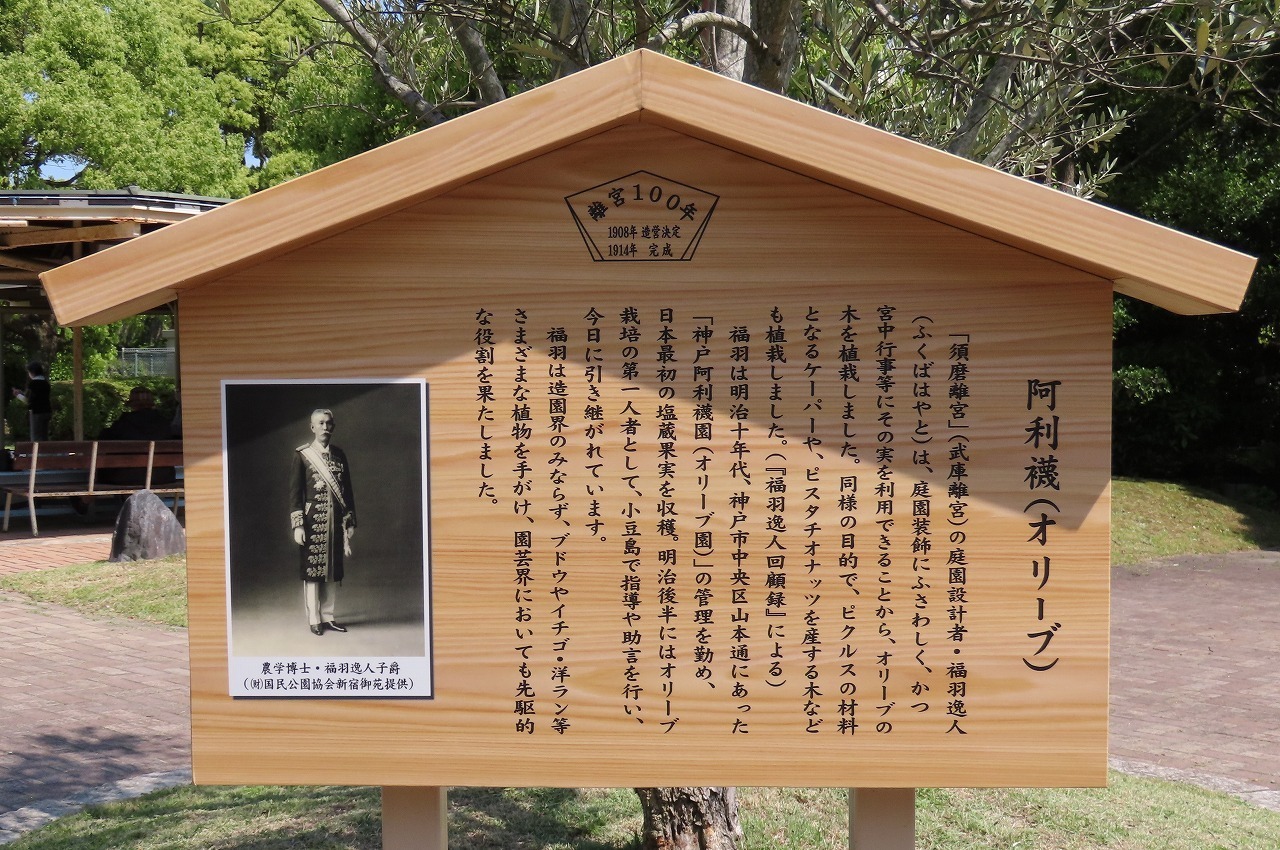 離宮100年
1908年 造営決定
1914年 完成
阿利襪(オリーブ)
「須磨離宮」(武庫離宮)の庭園設計者・福羽逸人
(ふくばはやと)は、庭園装飾にふさわしく、かつ
宮中行事等にその実を利用できることから、オリーブの
木を植栽しました。同様の目的で、ピクルスの材料
となるケーパーや、ピスタチオナッツを産する木など
も植栽しました。(『福羽逸人回顧録』による)
福羽は明治十年代、神戸市中央区山本通にあった
「神戸阿利襪園(オリーブ園)」の管理を勤め、
日本最初の塩蔵果実を収穫。明治後半にはオリーブ
栽培の第一人者として、小豆島で指導や助言を行い、
今日に引き継がれています。
福羽は造園界のみならず、ブドウやイチゴ・洋ラン等
さまざまな植物を手がけ、園芸界においても先駆的
な役割を果たしました。
農学博士・福羽逸人子爵
(㈶国民公園協会新宿御苑提供)